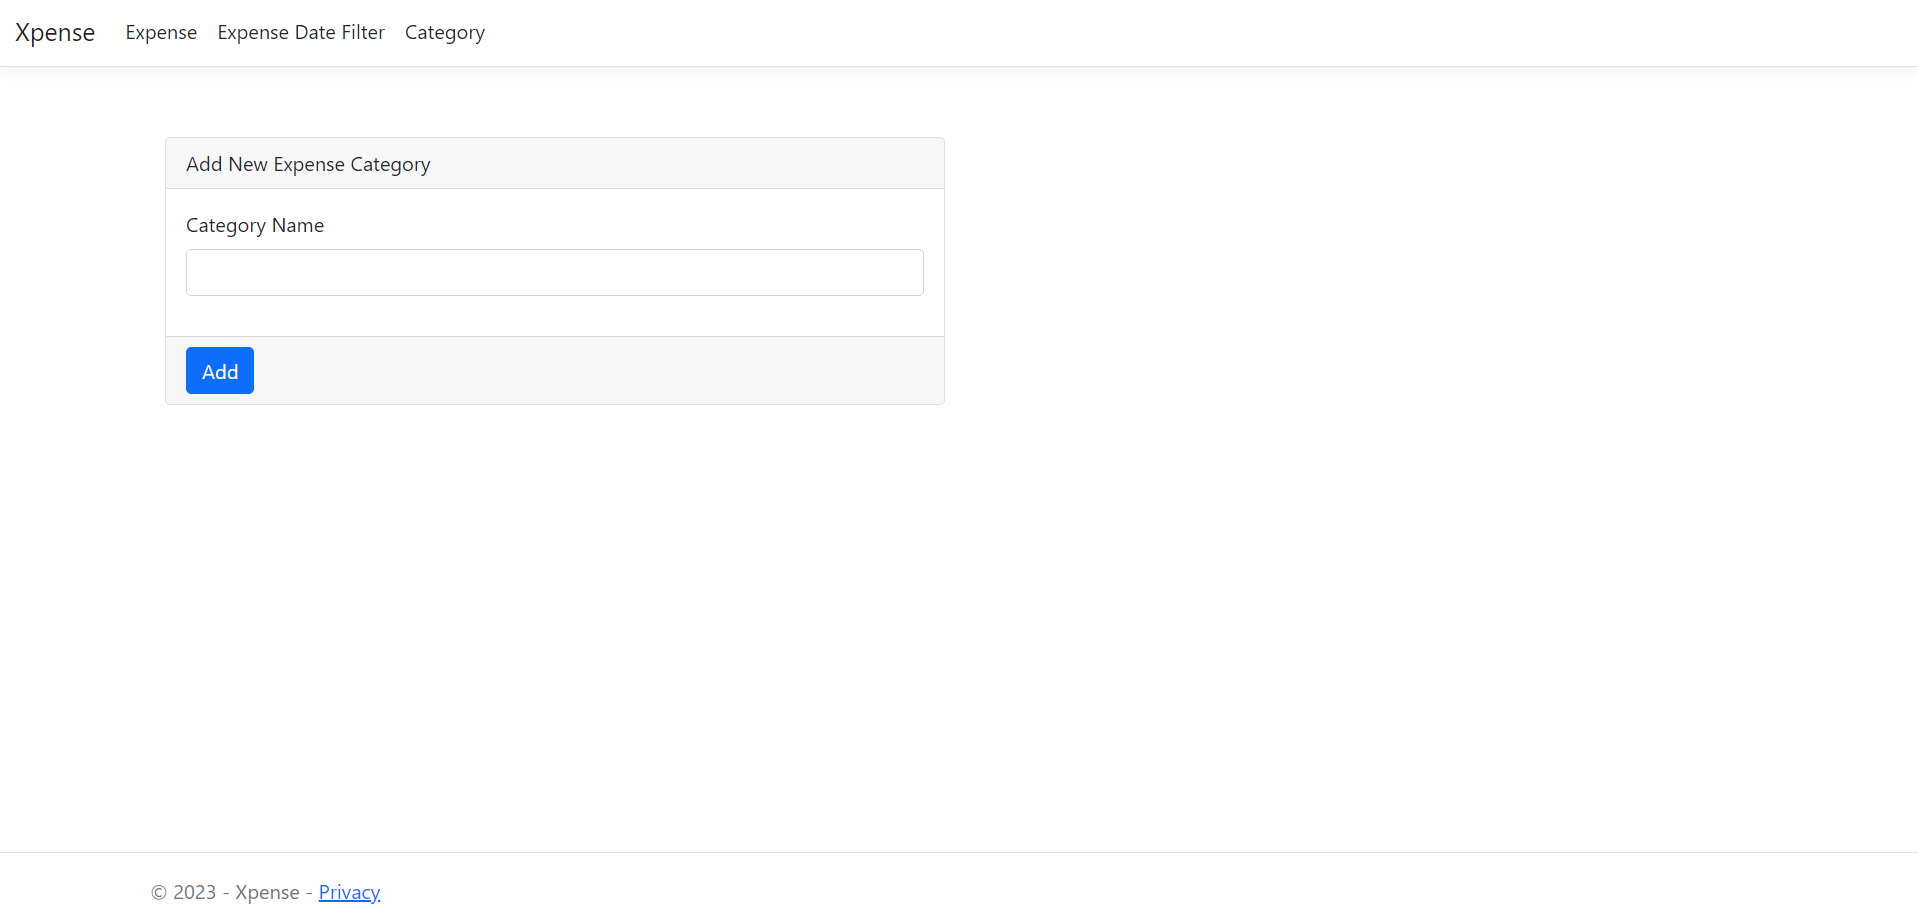 Xpense Expense Expense Date Filter Category
Add New Expense Category
Category Name
Add
© 2023 - Xpense - Privacy